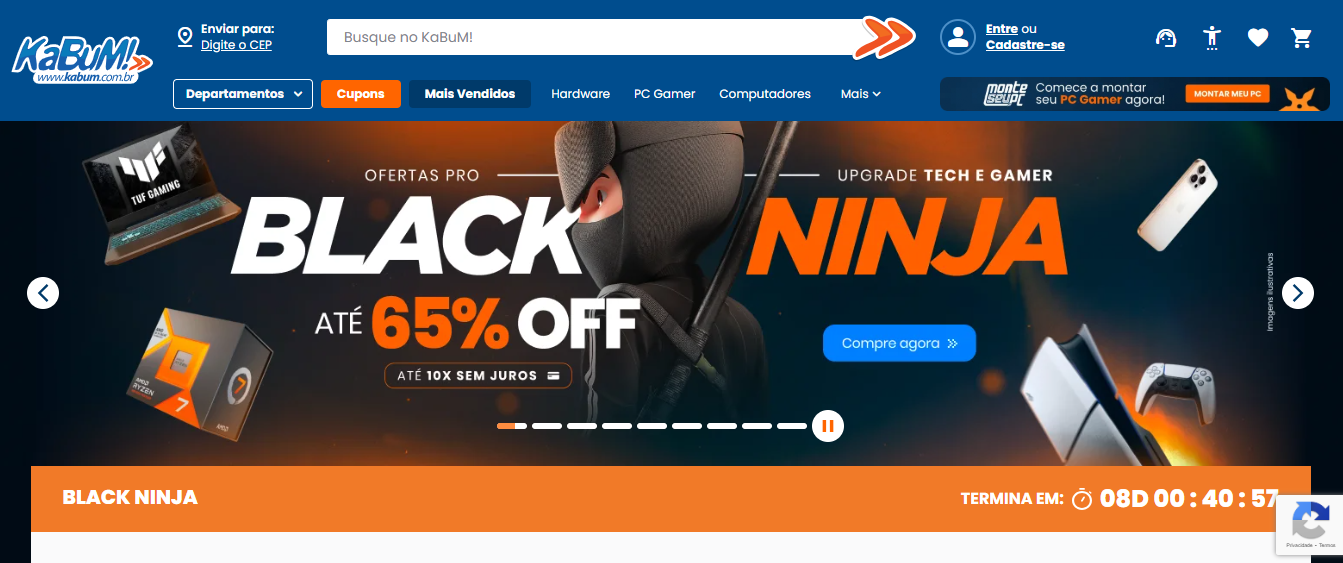 KaBuM!
www.kabum.com.br
Enviar para:
Digite o CEP
Busque no KaBuM!
Entre ou
Cadastre-se
Departamentos
Cupons
Mais Vendidos
Hardware
PC Gamer
Computadores
Mais
monte
seu pc
Comece a montar
seu PC Gamer agora!
MONTAR MEU PC
TUF GAMING
OFERTAS PRO
UPGRADE TECH E GAMER
BLACK NINJA
ATÉ 65% OFF
Compre agora
ATÉ 10X SEM JUROS
Imagens ilustrativas
AMD
RYZEN
7
7
AMD
BLACK NINJA
TERMINA EM: 08D 00 : 40 : 57
Privacidade - Termos